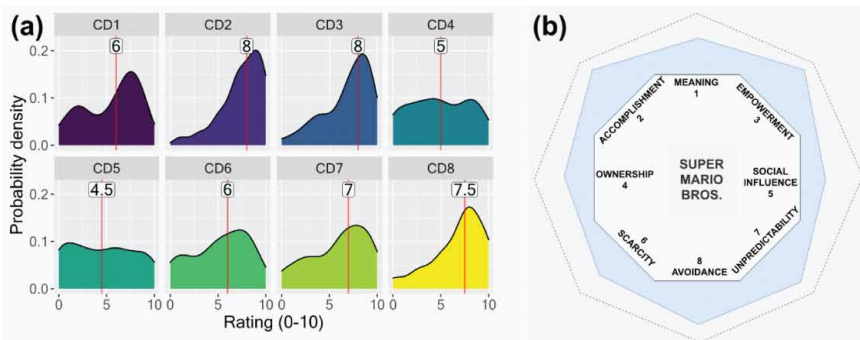 (a)
CD1 CD2 CD3 CD4
6 8 8 5
0.2
0.1
0.0
CD5 CD6 CD7 CD8
4.5 6 7 7.5
0.2
0.1
0.0
0 5 10 0 5 10 0 5 10 0 5 10
Probability density
Rating (0-10)
(b)
MEANING
1
ACCOMPLISHMENT
2
EMPOWERMENT
3
OWNERSHIP
4
SUPER
MARIO
BROS.
SOCIAL
INFLUENCE
5
6
SCARCITY
7
UNPREDICTABILITY
8
AVOIDANCE